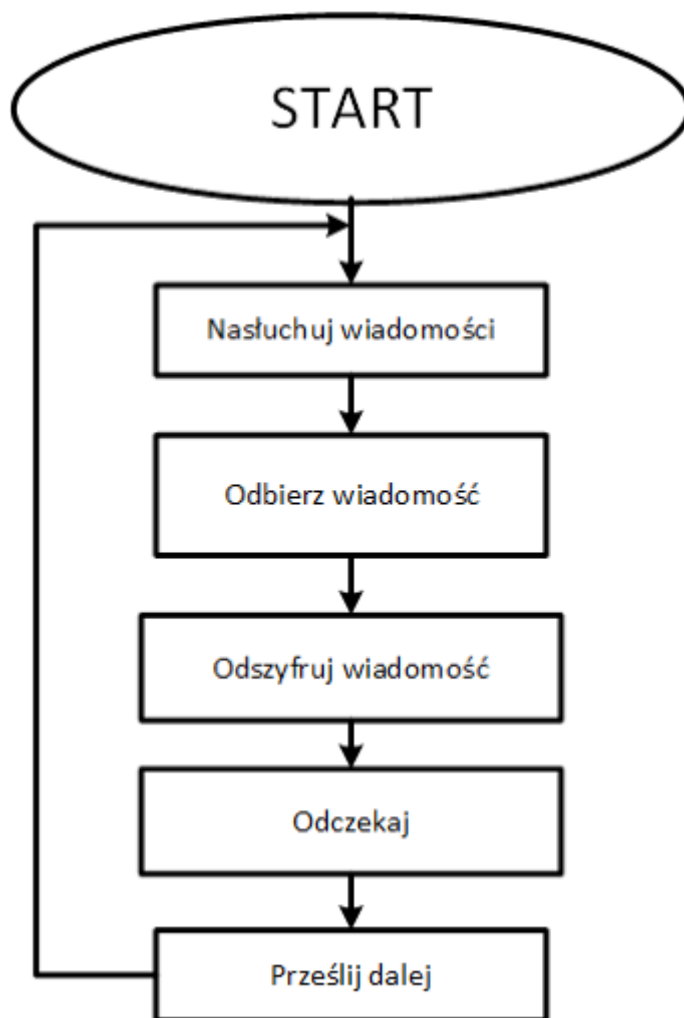 START
Nasłuchuj wiadomości
Odbierz wiadomość
Odszyfruj wiadomość
Odczekaj
Prześlij dalej